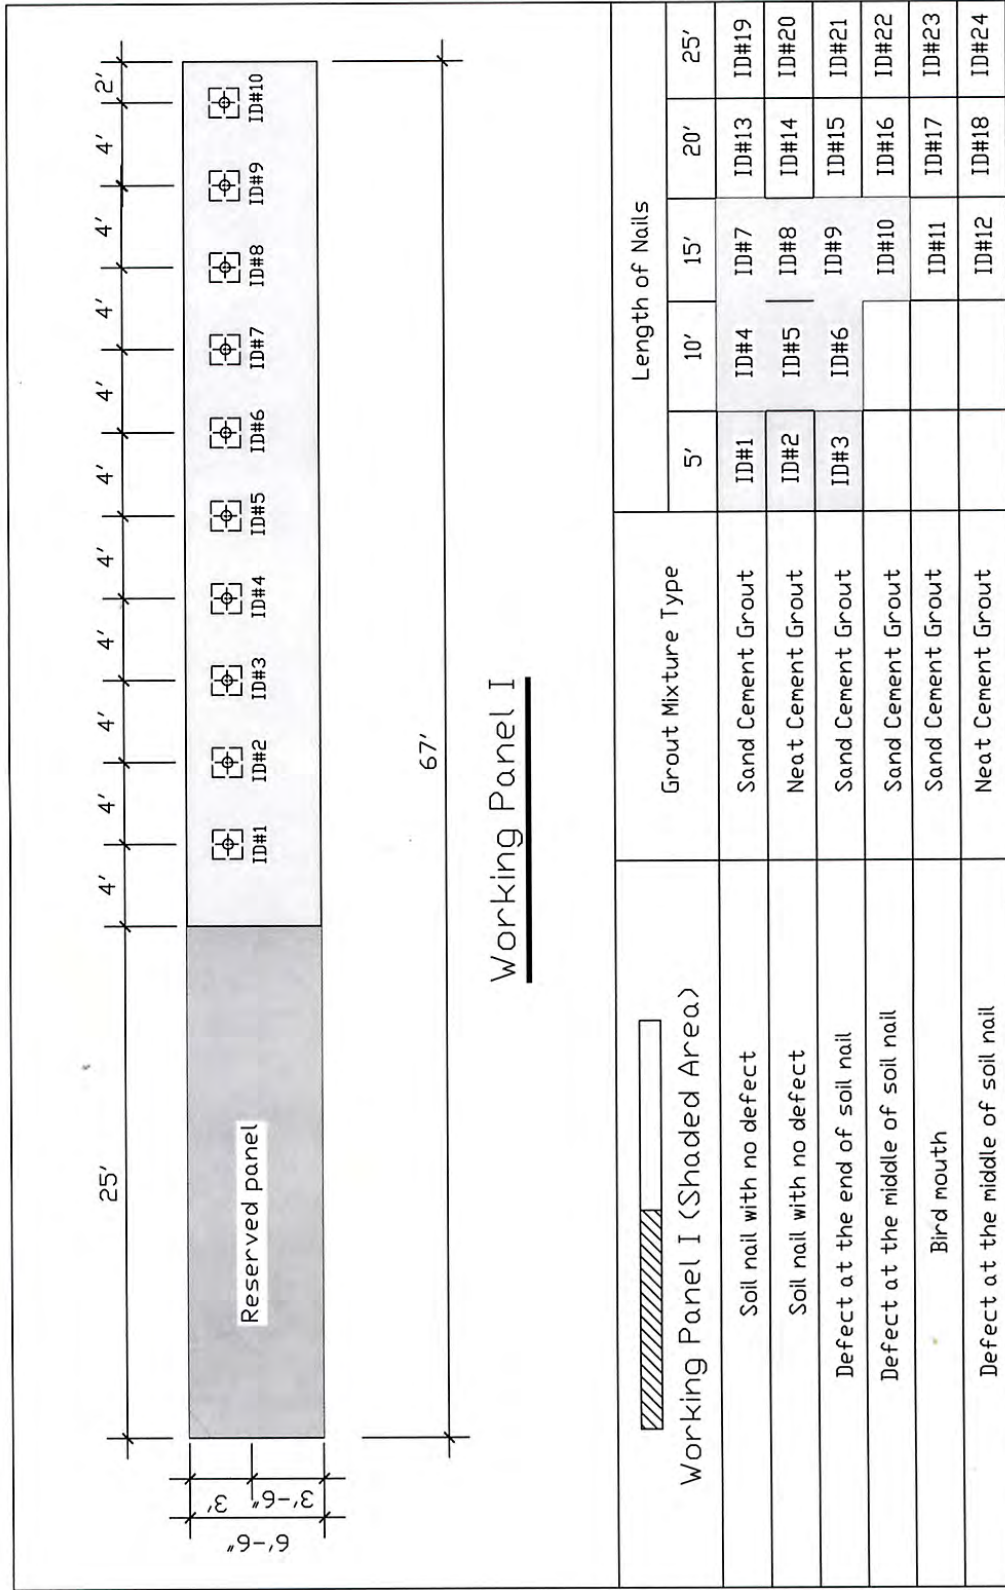 25'
4'
4'
4'
4'
4'
4'
4'
4'
4'
4'
2'
6'-6"
3'
3'-6"
Reserved panel
ID#1
ID#2
ID#3
ID#4
ID#5
ID#6
ID#7
ID#8
ID#9
ID#10
67'
Working Panel I
Working Panel I (Shaded Area)
Grout Mixture Type
Length of Nails
5' 10' 15' 20' 25'
Soil nail with no defect Sand Cement Grout ID#1 ID#4 ID#7 ID#13 ID#19
Soil nail with no defect Neat Cement Grout ID#2 ID#5 ID#8 ID#14 ID#20
Defect at the end of soil nail Sand Cement Grout ID#3 ID#6 ID#9 ID#15 ID#21
Defect at the middle of soil nail Sand Cement Grout ID#10 ID#16 ID#22
Bird mouth Sand Cement Grout ID#11 ID#17 ID#23
Defect at the middle of soil nail Neat Cement Grout ID#12 ID#18 ID#24